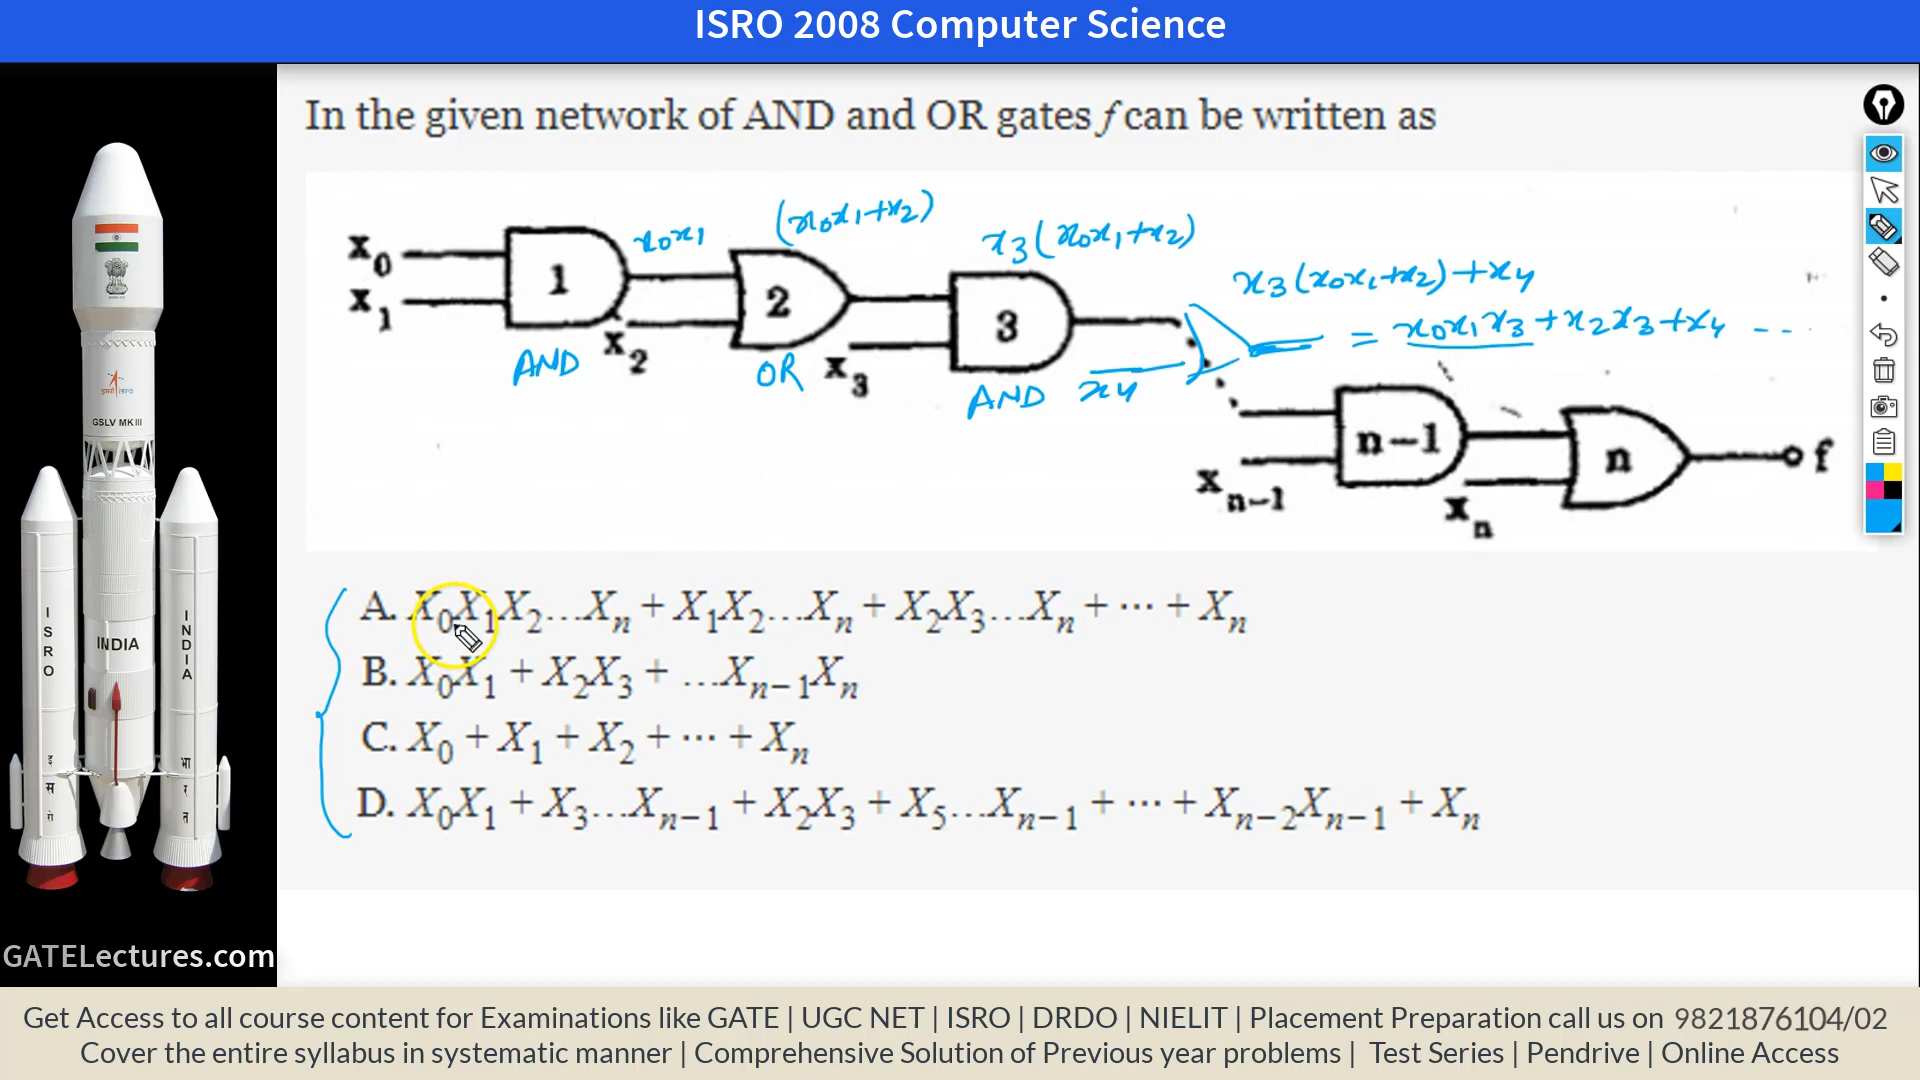 ISRO 2008 Computer Science
In the given network of AND and OR gates f can be written as
x0
x1
1
AND
x0x1
x2
2
OR
(x0x1+x2)
x3
3
AND
x3(x0x1+x2)
x4
x3(x0x1+x2)+x4
= x0x1x3+x2x3+x4 ----
x n-1
n-1
xn
n
f
A. X0X1X2...Xn + X1X2...Xn + X2X3...Xn + ⋯ + Xn
B. X0X1 + X2X3 + ...Xn−1Xn
C. X0 + X1 + X2 + ⋯ + Xn
D. X0X1 + X3...Xn−1 + X2X3 + X5...Xn−1 + ⋯ + Xn−2Xn−1 + Xn
इसरो isro
GSLV MK III
ISRO
INDIA
INDIA
इसरो
भारत
GATELectures.com
Get Access to all course content for Examinations like GATE | UGC NET | ISRO | DRDO | NIELIT | Placement Preparation call us on 9821876104/02
Cover the entire syllabus in systematic manner | Comprehensive Solution of Previous year problems | Test Series | Pendrive | Online Access